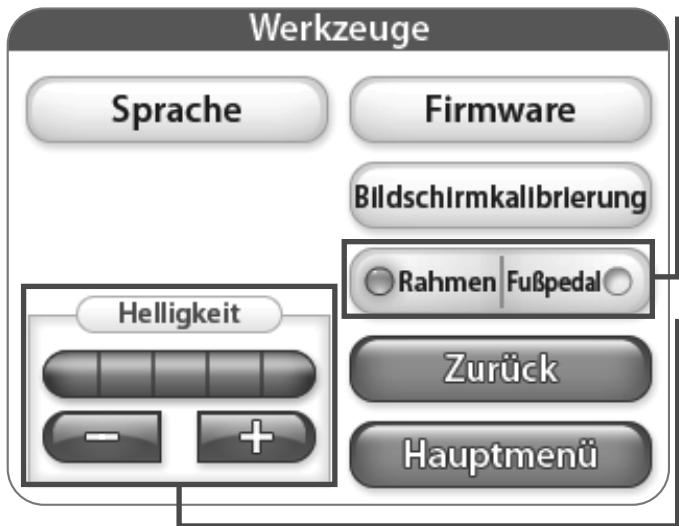 Werkzeuge
Sprache
Firmware
Bildschirmkalibrierung
Rahmen Fußpedal
Helligkeit
Zurück
Hauptmenü
- +